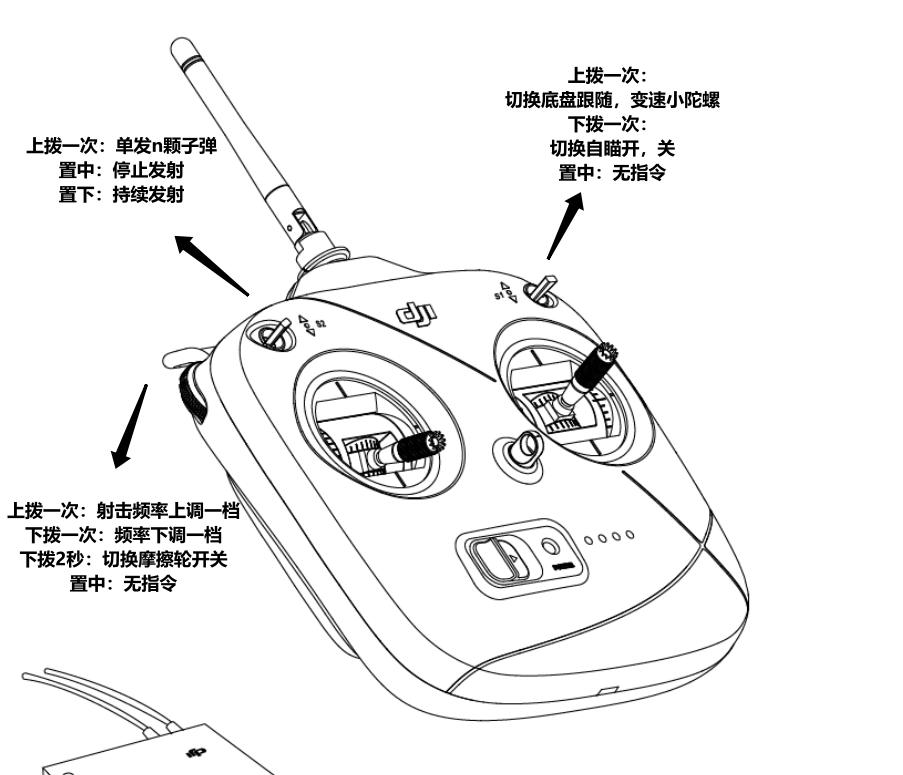 上拨一次：
切换底盘跟随，变速小陀螺
下拨一次：
切换自瞄开，关
置中：无指令
上拨一次：单发n颗子弹
置中：停止发射
置下：持续发射
S1
S2
上拨一次：射击频率上调一档
下拨一次：频率下调一档
下拨2秒：切换摩擦轮开关
置中：无指令